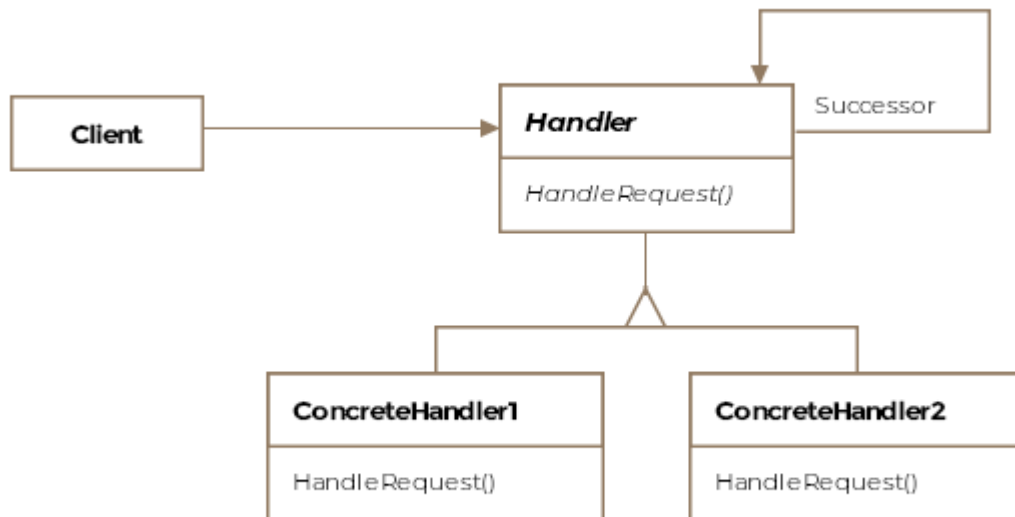 Successor
Client
Handler
HandleRequest()
ConcreteHandler1
ConcreteHandler2
HandleRequest()
HandleRequest()